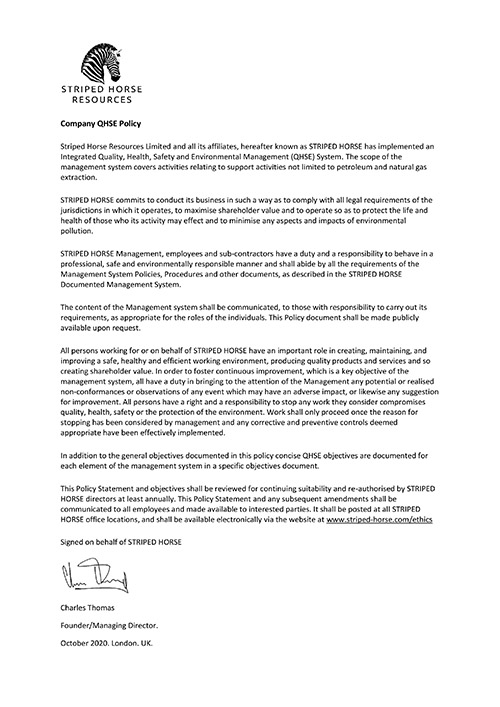 STRIPED HORSE
RESOURCES
Company QHSE Policy
Striped Horse Resources Limited and all its affiliates, hereafter known as STRIPED HORSE has implemented an
Integrated Quality, Health, Safety and Environmental Management (QHSE) System. The scope of the
management system covers activities relating to support activities not limited to petroleum and natural gas
extraction.
STRIPED HORSE commits to conduct its business in such a way as to comply with all legal requirements of the
jurisdictions in which it operates, to maximise shareholder value and to operate so as to protect the life and
health of those who its activity may effect and to minimise any aspects and impacts of environmental
pollution.
STRIPED HORSE Management, employees and sub-contractors have a duty and a responsibility to behave in a
professional, safe and environmentally responsible manner and shall abide by all the requirements of the
Management System Policies, Procedures and other documents, as described in the STRIPED HORSE
Documented Management System.
The content of the Management system shall be communicated, to those with responsibility to carry out its
requirements, as appropriate for the roles of the individuals. This Policy document shall be made publicly
available upon request.
All persons working for or on behalf of STRIPED HORSE have an important role in creating, maintaining, and
improving a safe, healthy and efficient working environment, producing quality products and services and so
creating shareholder value. In order to foster continuous improvement, which is a key objective of the
management system, all have a duty in bringing to the attention of the Management any potential or realised
non-conformances or observations of any event which may have an adverse impact, or likewise any suggestion
for improvement. All persons have a right and a responsibility to stop any work they consider compromises
quality, health, safety or the protection of the environment. Work shall only proceed once the reason for
stopping has been considered by management and any corrective and preventive controls deemed
appropriate have been effectively implemented.
In addition to the general objectives documented in this policy concise QHSE objectives are documented for
each element of the management system in a specific objectives document.
This Policy Statement and objectives shall be reviewed for continuing suitability and re-authorised by STRIPED
HORSE directors at least annually. This Policy Statement and any subsequent amendments shall be
communicated to all employees and made available to interested parties. It shall be posted at all STRIPED
HORSE office locations, and shall be available electronically via the website at www.striped-horse.com/ethics
Signed on behalf of STRIPED HORSE
Charles Thomas
Founder/Managing Director.
October 2020. London. UK.